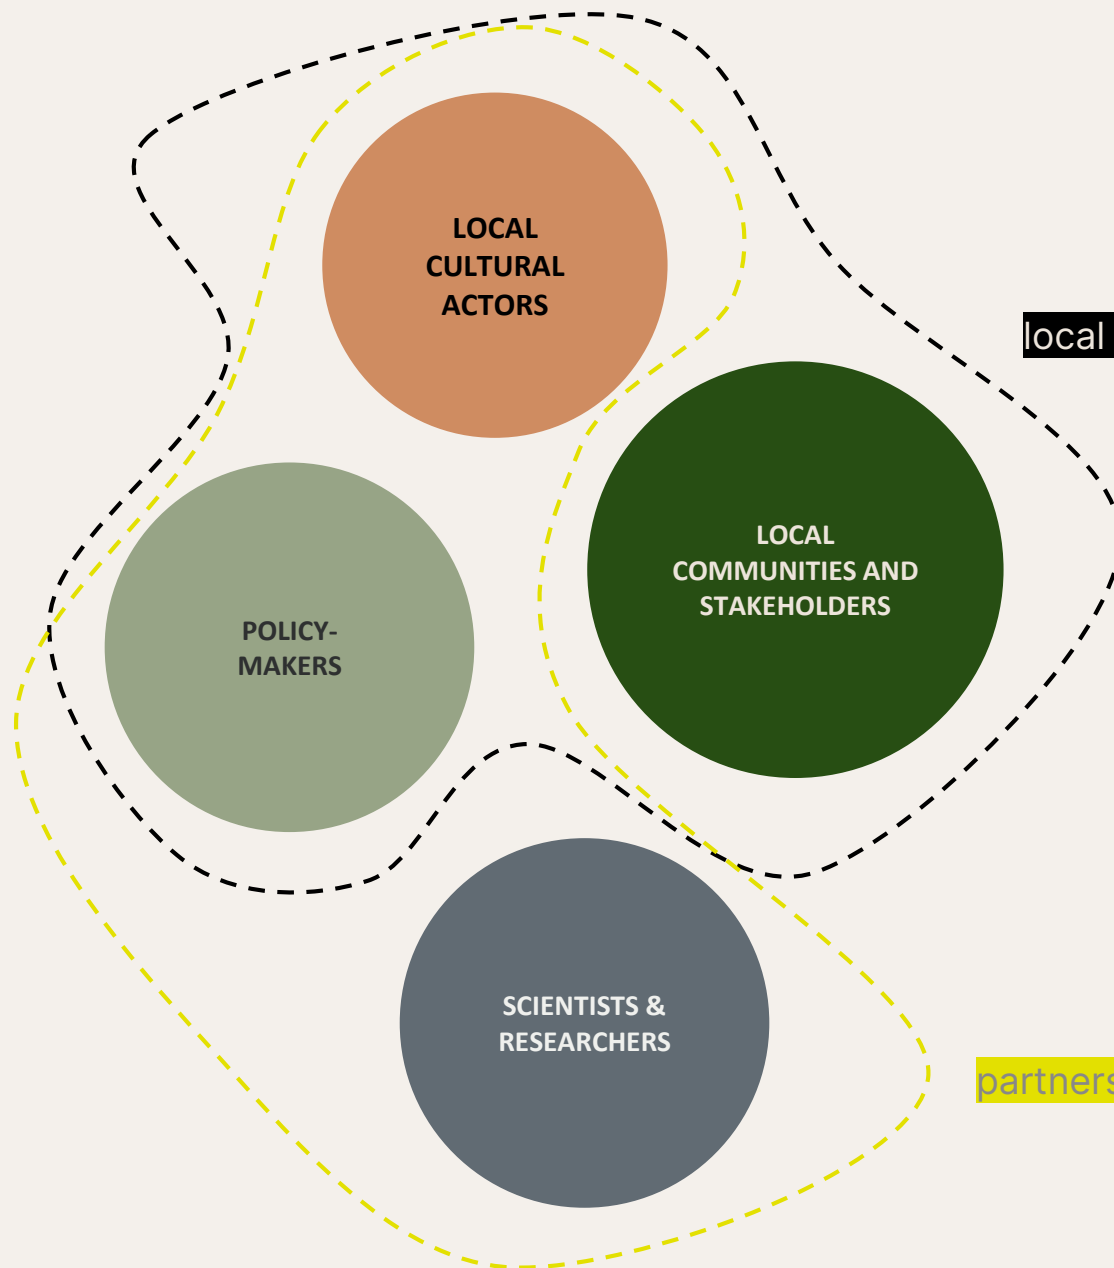 LOCAL
CULTURAL
ACTORS
local
LOCAL
COMMUNITIES AND
STAKEHOLDERS
POLICY-
MAKERS
SCIENTISTS &
RESEARCHERS
partners